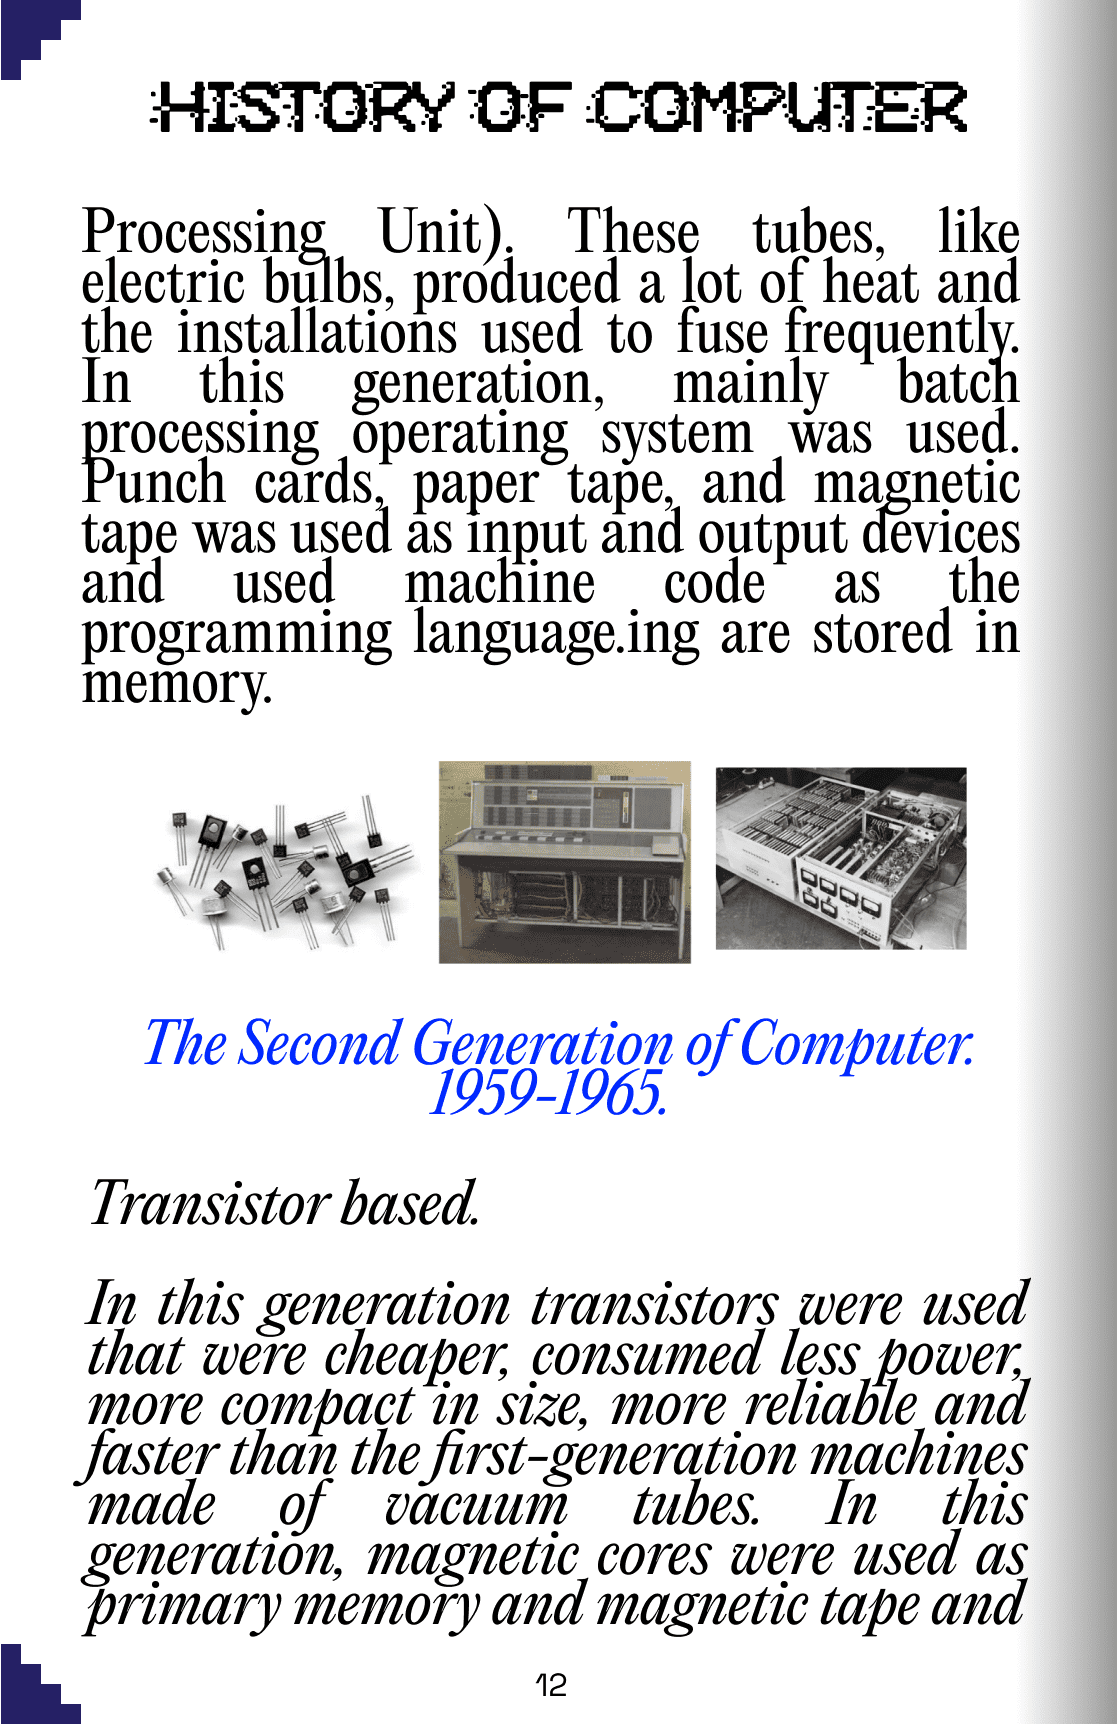 HISTORY OF COMPUTER
Processing Unit). These tubes, like
electric bulbs, produced a lot of heat and
the installations used to fuse frequently.
In this generation, mainly batch
processing operating system was used.
Punch cards, paper tape, and magnetic
tape was used as input and output devices
and used machine code as the
programming language.ing are stored in
memory.
The Second Generation of Computer.
1959-1965.
Transistor based.
In this generation transistors were used
that were cheaper, consumed less power,
more compact in size, more reliable and
faster than the first-generation machines
made of vacuum tubes. In this
generation, magnetic cores were used as
primary memory and magnetic tape and
12